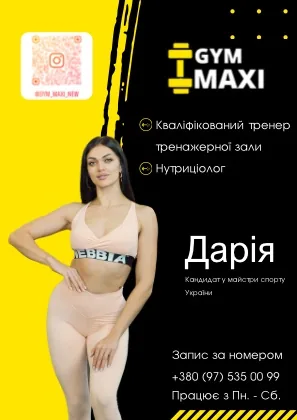 @GYM_MAXI_NEW
GYM
MAXI
Кваліфікований тренер
тренажерної зали
Нутриціолог
NEBBIA
Дарія
Кандидат у майстри спорту
України
Запис за номером
+380 (97) 535 00 99
Працює з Пн. - Сб.